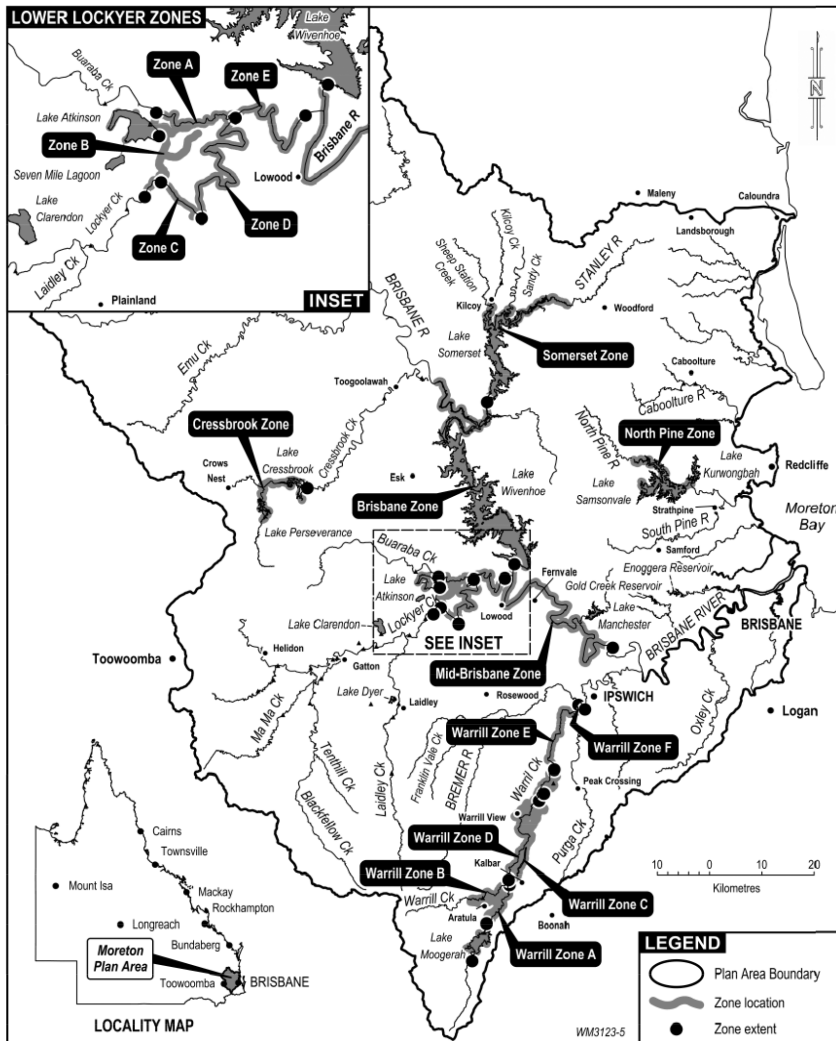 LOWER LOCKYER ZONES
Lake
Wivenhoe
Buaraba Ck
Zone A
Zone E
Lake Atkinson
Zone B
Brisbane R
Seven Mile Lagoon
Lowood
Lake
Clarendon
Lockyer Ck
Zone D
Zone C
Laidley Ck
Plainland
INSET
N
Maleny
Caloundra
Landsborough
Kilcoy Ck
Sheep Station
Creek
Sandy Ck
STANLEY R
BRISBANE R
Kilcoy
Woodford
Lake
Somerset
Somerset Zone
Emu Ck
Toogoolawah
Caboolture
Caboolture R
Cressbrook Ck
Cressbrook Zone
North Pine R
North Pine Zone
Lake
Cressbrook
Crows
Nest
Esk
Lake
Wivenhoe
Lake
Kurwongbah
Redcliffe
Lake
Samsonvale
Brisbane Zone
Strathpine
Moreton
Bay
South Pine R
Lake Perseverance
Buaraba Ck
Samford
Enoggera Reservoir
Fernvale
Gold Creek Reservoir
Lake
Atkinson
Lockyer Ck
Lowood
Lake
Manchester
BRISBANE RIVER
BRISBANE
Lake Clarendon
SEE INSET
Helidon
Toowoomba
Gatton
Mid-Brisbane Zone
Lake Dyer
Laidley
Rosewood
IPSWICH
Logan
Ma Ma Ck
Oxley Ck
Warrill Zone E
Warrill Zone F
Franklin Vale Ck
BREMER R
Tenthill Ck
Laidley Ck
Warril Ck
Peak Crossing
Blackfellow Ck
Warrill View
Purga Ck
Warrill Zone D
Kalbar
Warrill Zone B
Warrill Ck
Warrill Zone C
Aratula
Boonah
Lake
Moogerah
Warrill Zone A
10 0 10 20
Kilometres
Cairns
Townsville
Mount Isa
Mackay
Rockhampton
Longreach
Bundaberg
Moreton
Plan Area
Toowoomba
BRISBANE
LOCALITY MAP
WM3123-5
LEGEND
Plan Area Boundary
Zone location
Zone extent